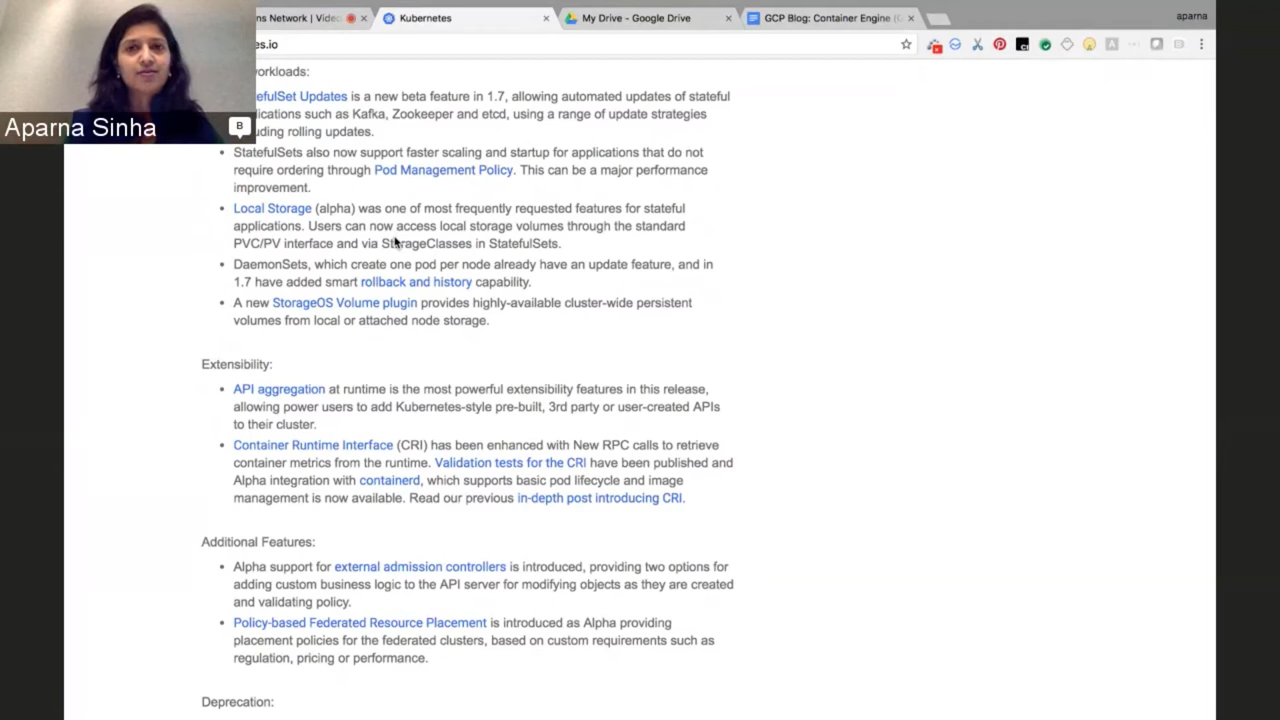 ns Network | Video
Kubernetes
My Drive - Google Drive
GCP Blog: Container Engine (
aparna
es.io
Aparna Sinha
B
orkloads:
efulSet Updates is a new beta feature in 1.7, allowing automated updates of stateful
plications such as Kafka, Zookeeper and etcd, using a range of update strategies
uding rolling updates.
• StatefulSets also now support faster scaling and startup for applications that do not
require ordering through Pod Management Policy. This can be a major performance
improvement.
• Local Storage (alpha) was one of most frequently requested features for stateful
applications. Users can now access local storage volumes through the standard
PVC/PV interface and via StorageClasses in StatefulSets.
• DaemonSets, which create one pod per node already have an update feature, and in
1.7 have added smart rollback and history capability.
• A new StorageOS Volume plugin provides highly-available cluster-wide persistent
volumes from local or attached node storage.
Extensibility:
• API aggregation at runtime is the most powerful extensibility features in this release,
allowing power users to add Kubernetes-style pre-built, 3rd party or user-created APIs
to their cluster.
• Container Runtime Interface (CRI) has been enhanced with New RPC calls to retrieve
container metrics from the runtime. Validation tests for the CRI have been published and
Alpha integration with containerd, which supports basic pod lifecycle and image
management is now available. Read our previous in-depth post introducing CRI.
Additional Features:
• Alpha support for external admission controllers is introduced, providing two options for
adding custom business logic to the API server for modifying objects as they are created
and validating policy.
• Policy-based Federated Resource Placement is introduced as Alpha providing
placement policies for the federated clusters, based on custom requirements such as
regulation, pricing or performance.
Deprecation: